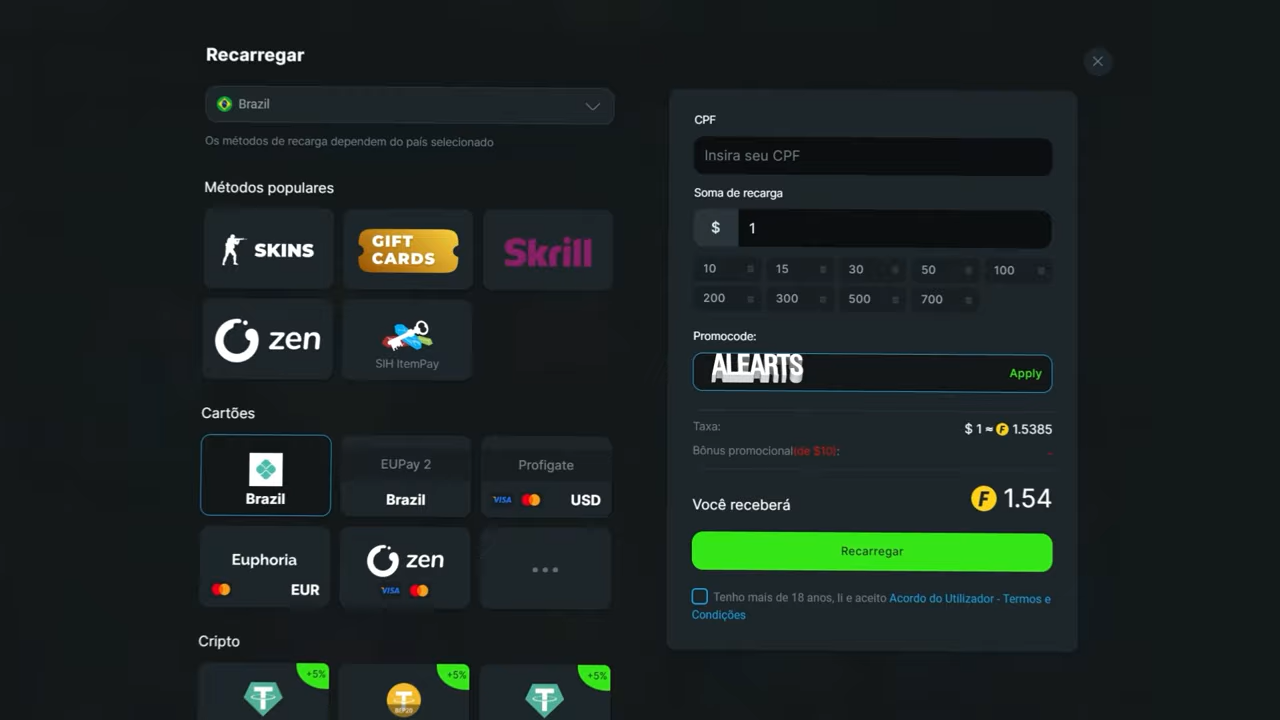 Recarregar
Brazil
Os métodos de recarga dependem do país selecionado
Métodos populares
SKINS
GIFT CARDS
Skrill
zen
SIH ItemPay
Cartões
Brazil
EUPay 2
Brazil
Profigate
VISA
USD
Euphoria
EUR
zen
VISA
Cripto
+5%
+5%
+5%
BEP20
CPF
Insira seu CPF
Soma de recarga
$ 1
10 15 30 50 100
200 300 500 700
Promocode:
ALEARTS
Apply
Taxa: $ 1 ≈ F 1.5385
Bônus promocional(de $10): -
Você receberá F 1.54
Recarregar
Tenho mais de 18 anos, li e aceito Acordo do Utilizador - Termos e
Condições